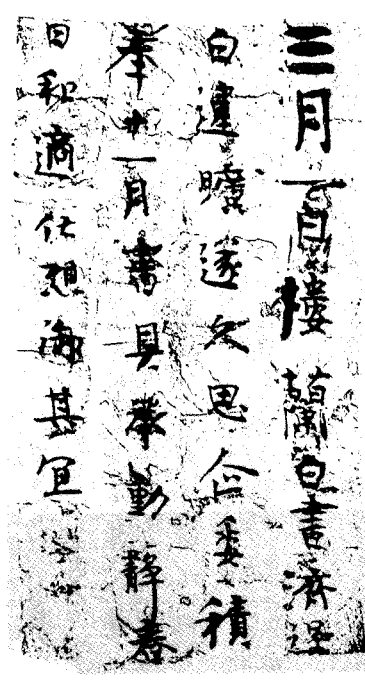 三月一日樓蘭白書濟逞
白違曠遂久思企委積
奉十一月書具承動靜春
日和適伏想御其宜